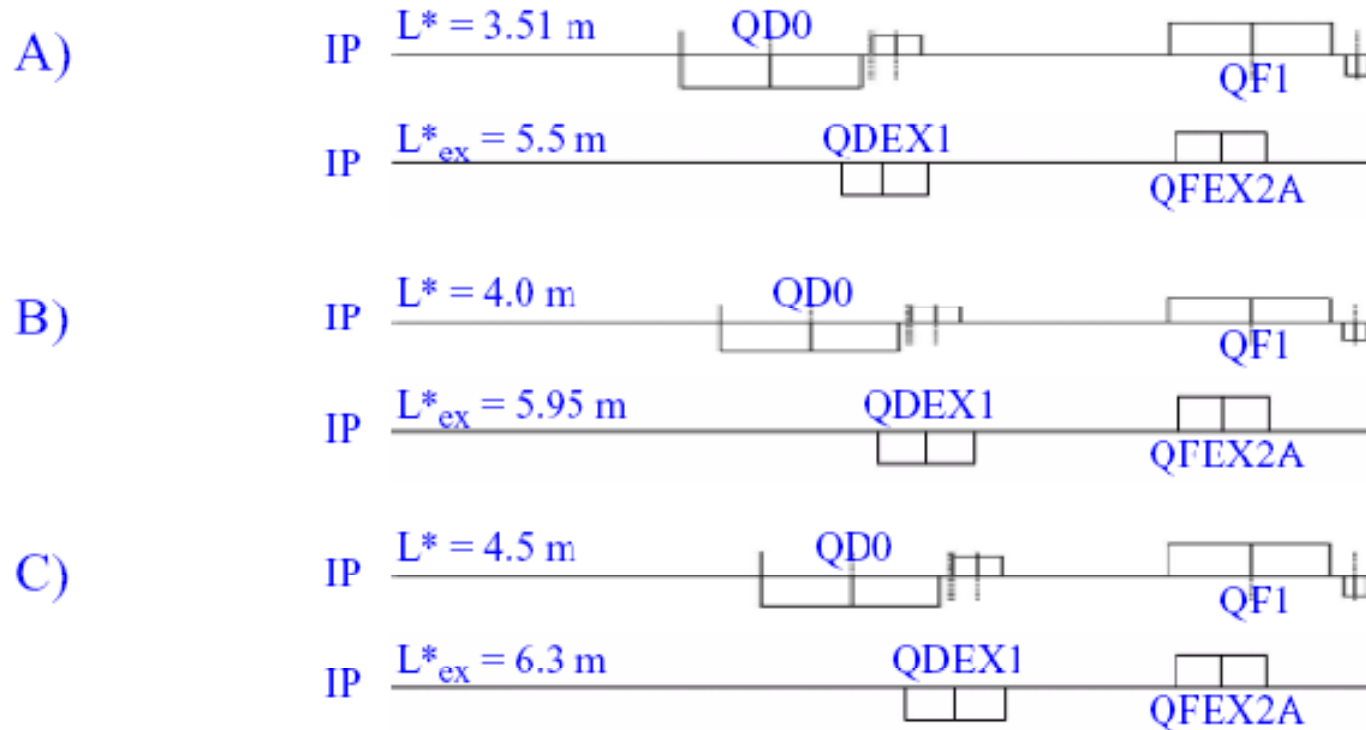 A)
IP L* = 3.51 m QD0
QF1
IP L*ex = 5.5 m QDEX1
QFEX2A
B)
IP L* = 4.0 m QD0
QF1
IP L*ex = 5.95 m QDEX1
QFEX2A
C)
IP L* = 4.5 m QD0
QF1
IP L*ex = 6.3 m QDEX1
QFEX2A